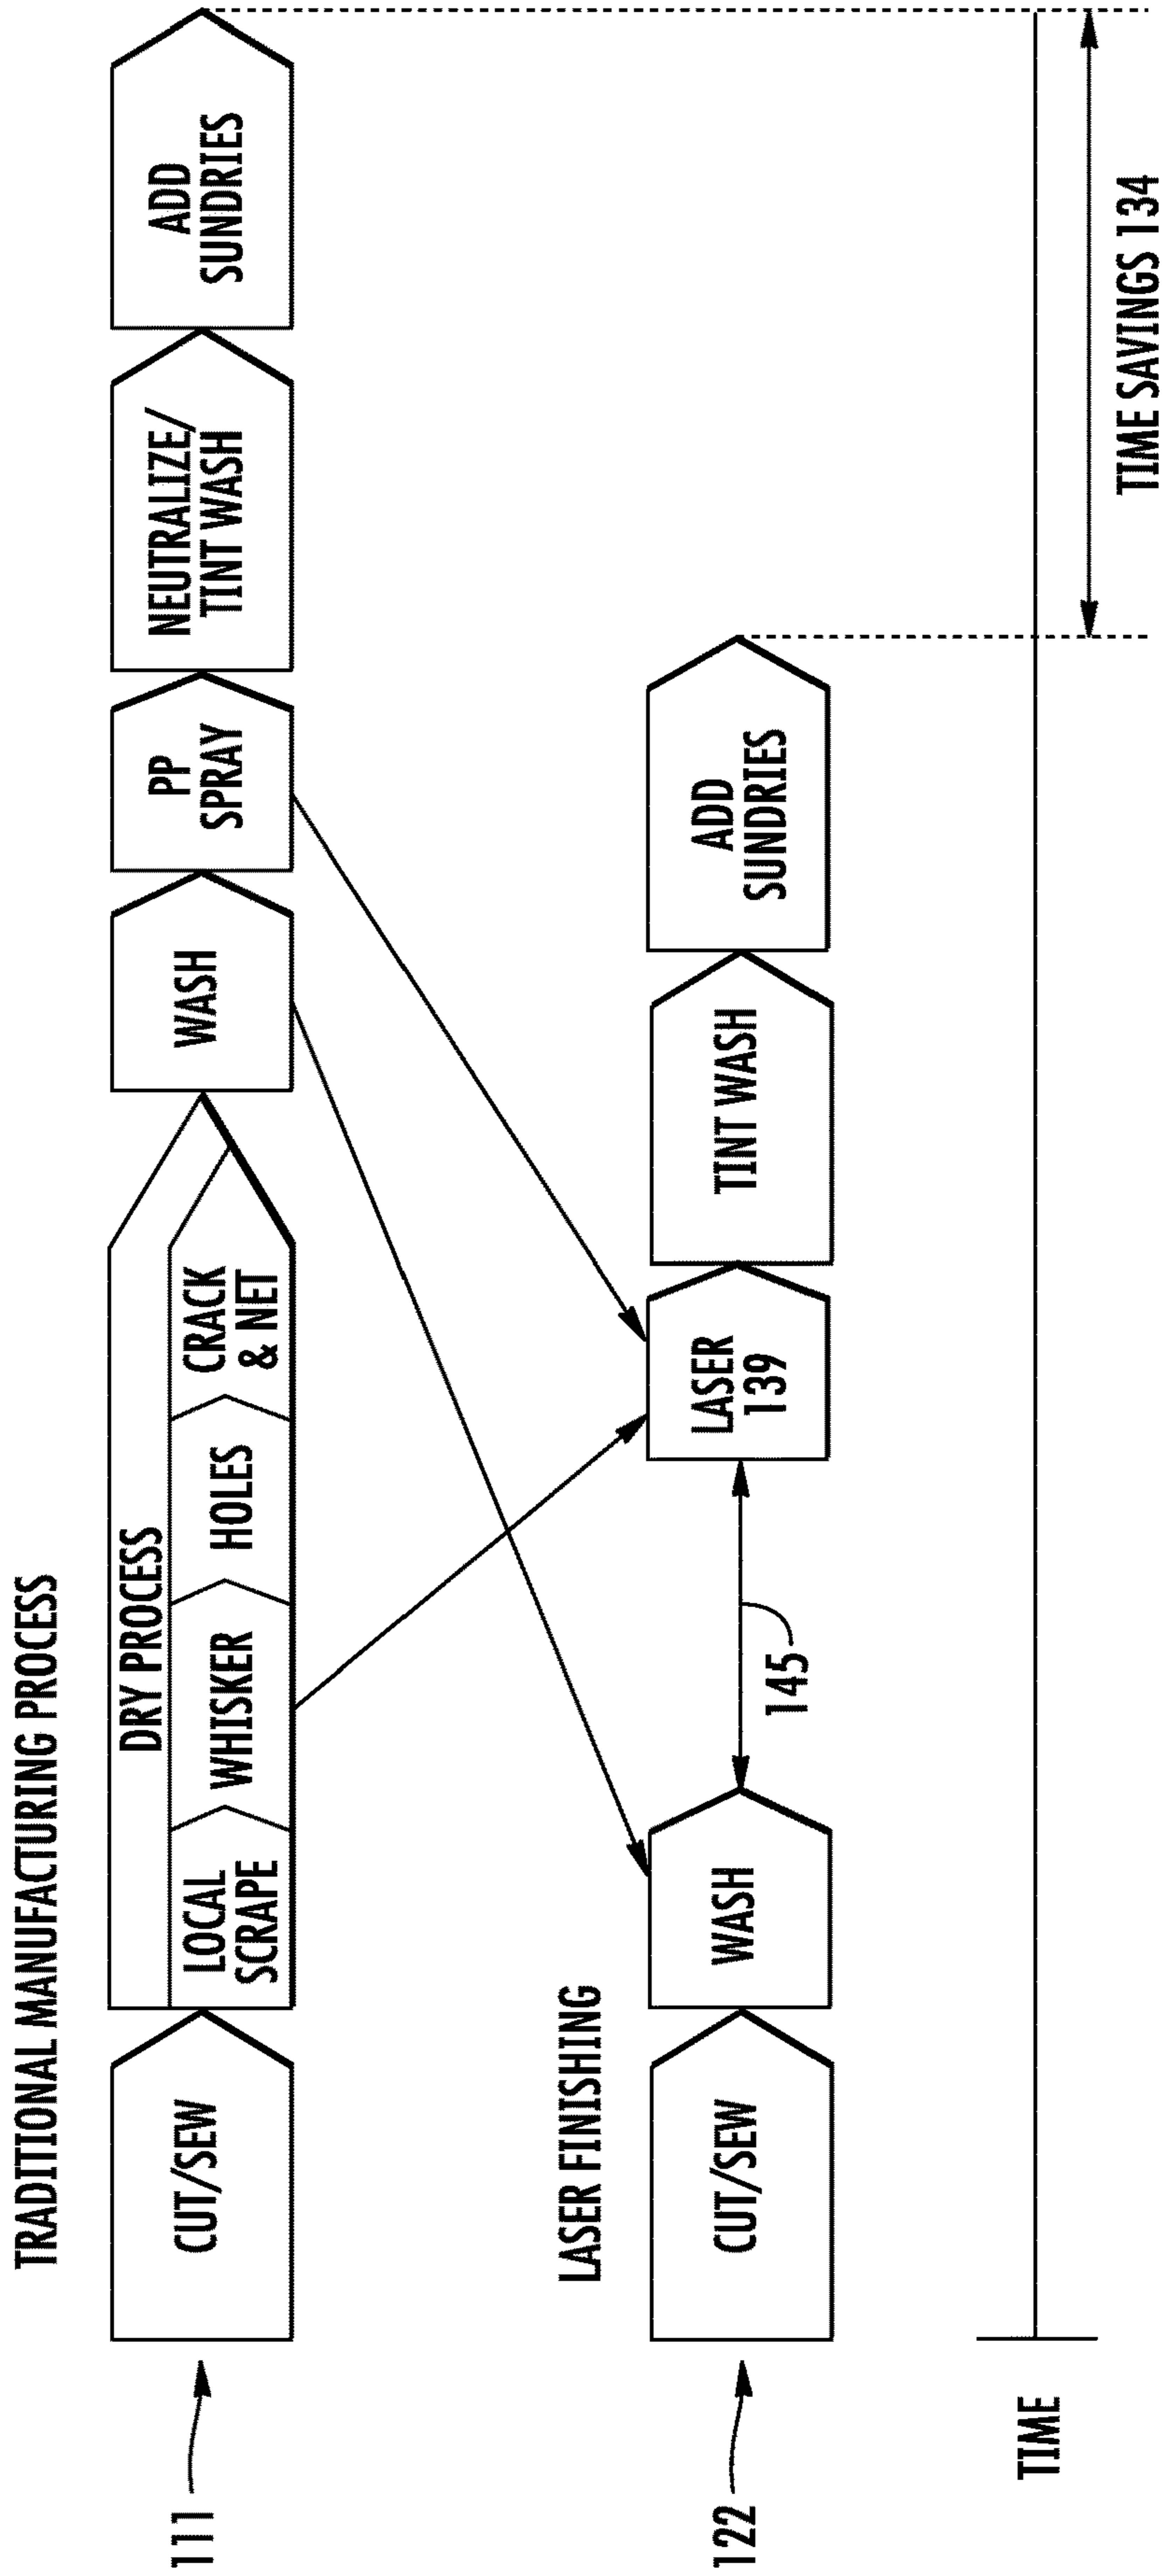 TRADITIONAL MANUFACTURING PROCESS
111
CUT/SEW
DRY PROCESS
LOCAL
SCRAPE
WHISKER
HOLES
CRACK
& NET
WASH
PP
SPRAY
NEUTRALIZE/
TINT WASH
ADD
SUNDRIES
LASER FINISHING
122
CUT/SEW
WASH
145
LASER
139
TINT WASH
ADD
SUNDRIES
TIME
TIME SAVINGS 134